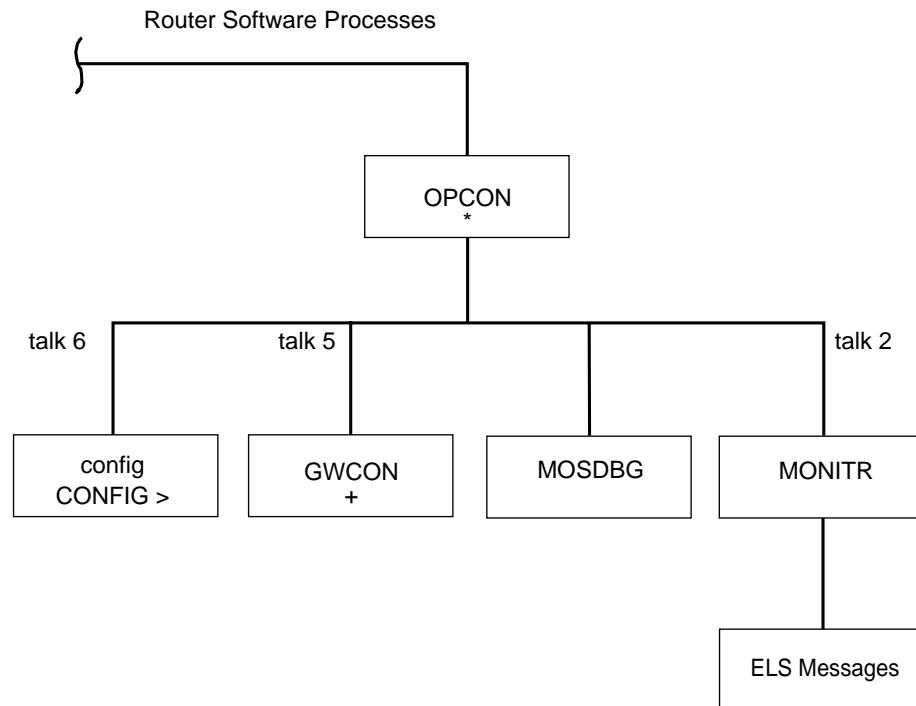 Router Software Processes
OPCON
*
talk 6
talk 5
talk 2
config
CONFIG >
GWCON
+
MOSDBG
MONITR
ELS Messages